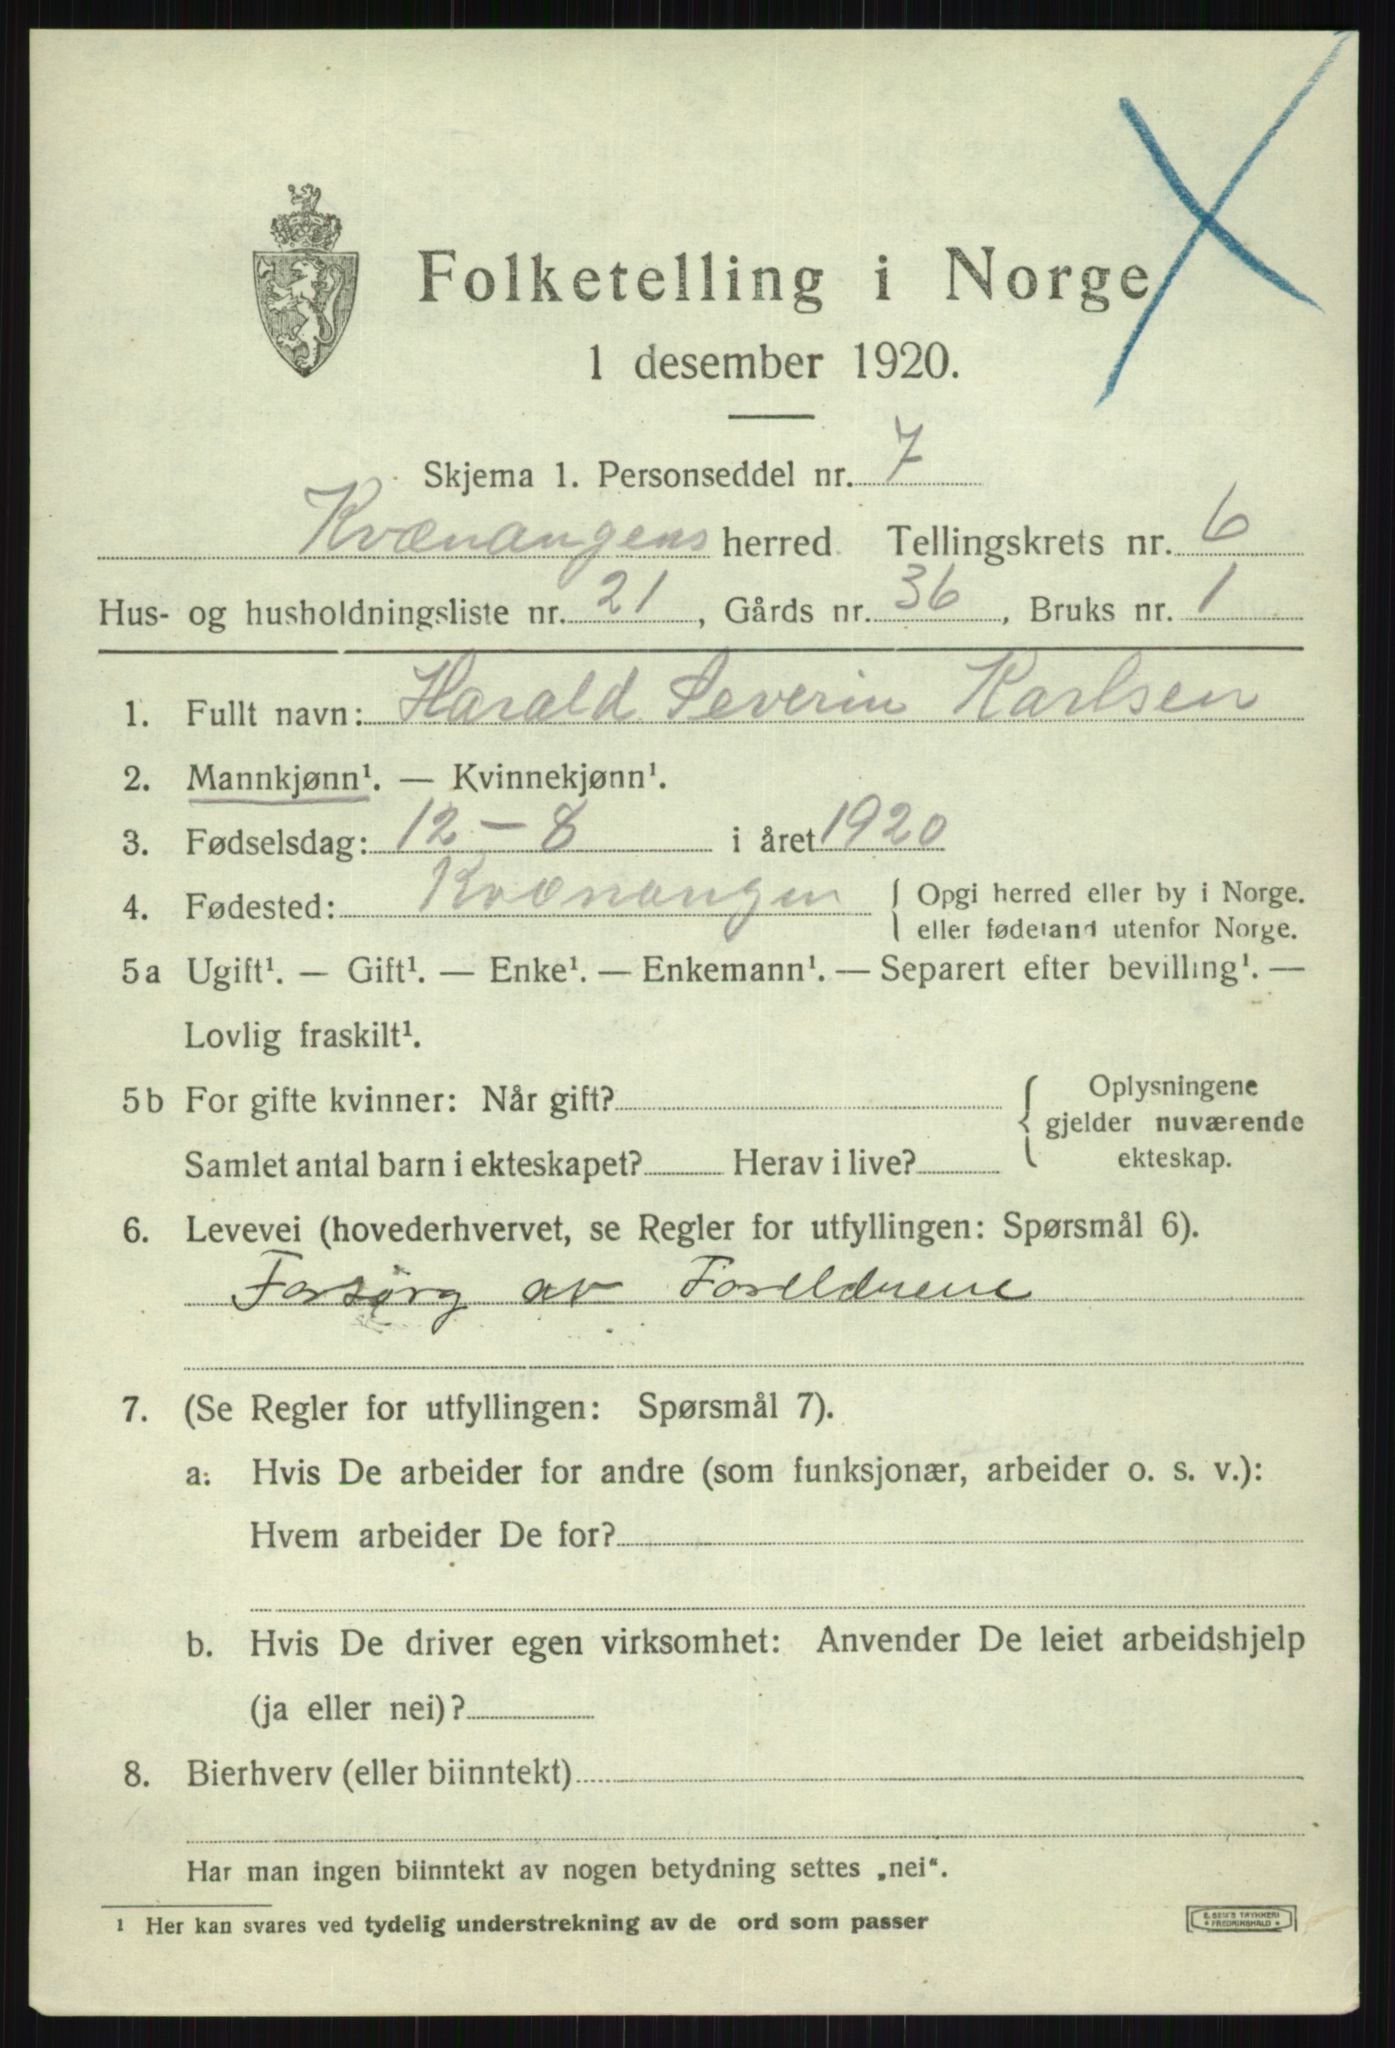 Folketelling i Norge
1 desember 1920.
Skjema 1. Personseddel nr. 7
Kvænangens herred Tellingskrets nr. 6
Hus- og husholdningsliste nr. 21, Gårds nr. 36, Bruks nr. 1
1. Fullt navn: Harald Severin Karlsen
2. Mannkjønn¹. — Kvinnekjønn¹.
3. Fødselsdag: 12 – 8 i året 1920
4. Fødested: Kvænangen { Opgi herred eller by i Norge.
eller fødeland utenfor Norge.
5a Ugift¹. — Gift¹. — Enke¹. — Enkemann¹. — Separert efter bevilling¹. —
Lovlig fraskilt¹.
5b For gifte kvinner: Når gift? { Oplysningene
gjelder nuværende
Samlet antal barn i ekteskapet? Herav i live? ekteskap.
6. Levevei (hovederhvervet, se Regler for utfyllingen: Spørsmål 6).
Forsørg av Foreldrene
7. (Se Regler for utfyllingen: Spørsmål 7).
a. Hvis De arbeider for andre (som funksjonær, arbeider o. s. v.):
Hvem arbeider De for?
b. Hvis De driver egen virksomhet: Anvender De leiet arbeidshjelp
(ja eller nei)?
8. Bierhverv (eller biinntekt)
Har man ingen biinntekt av nogen betydning settes „nei“.
1 Her kan svares ved tydelig understrekning av de ord som passer
E. SEM'S TRYKKERI
* FREDRIKSHALD *